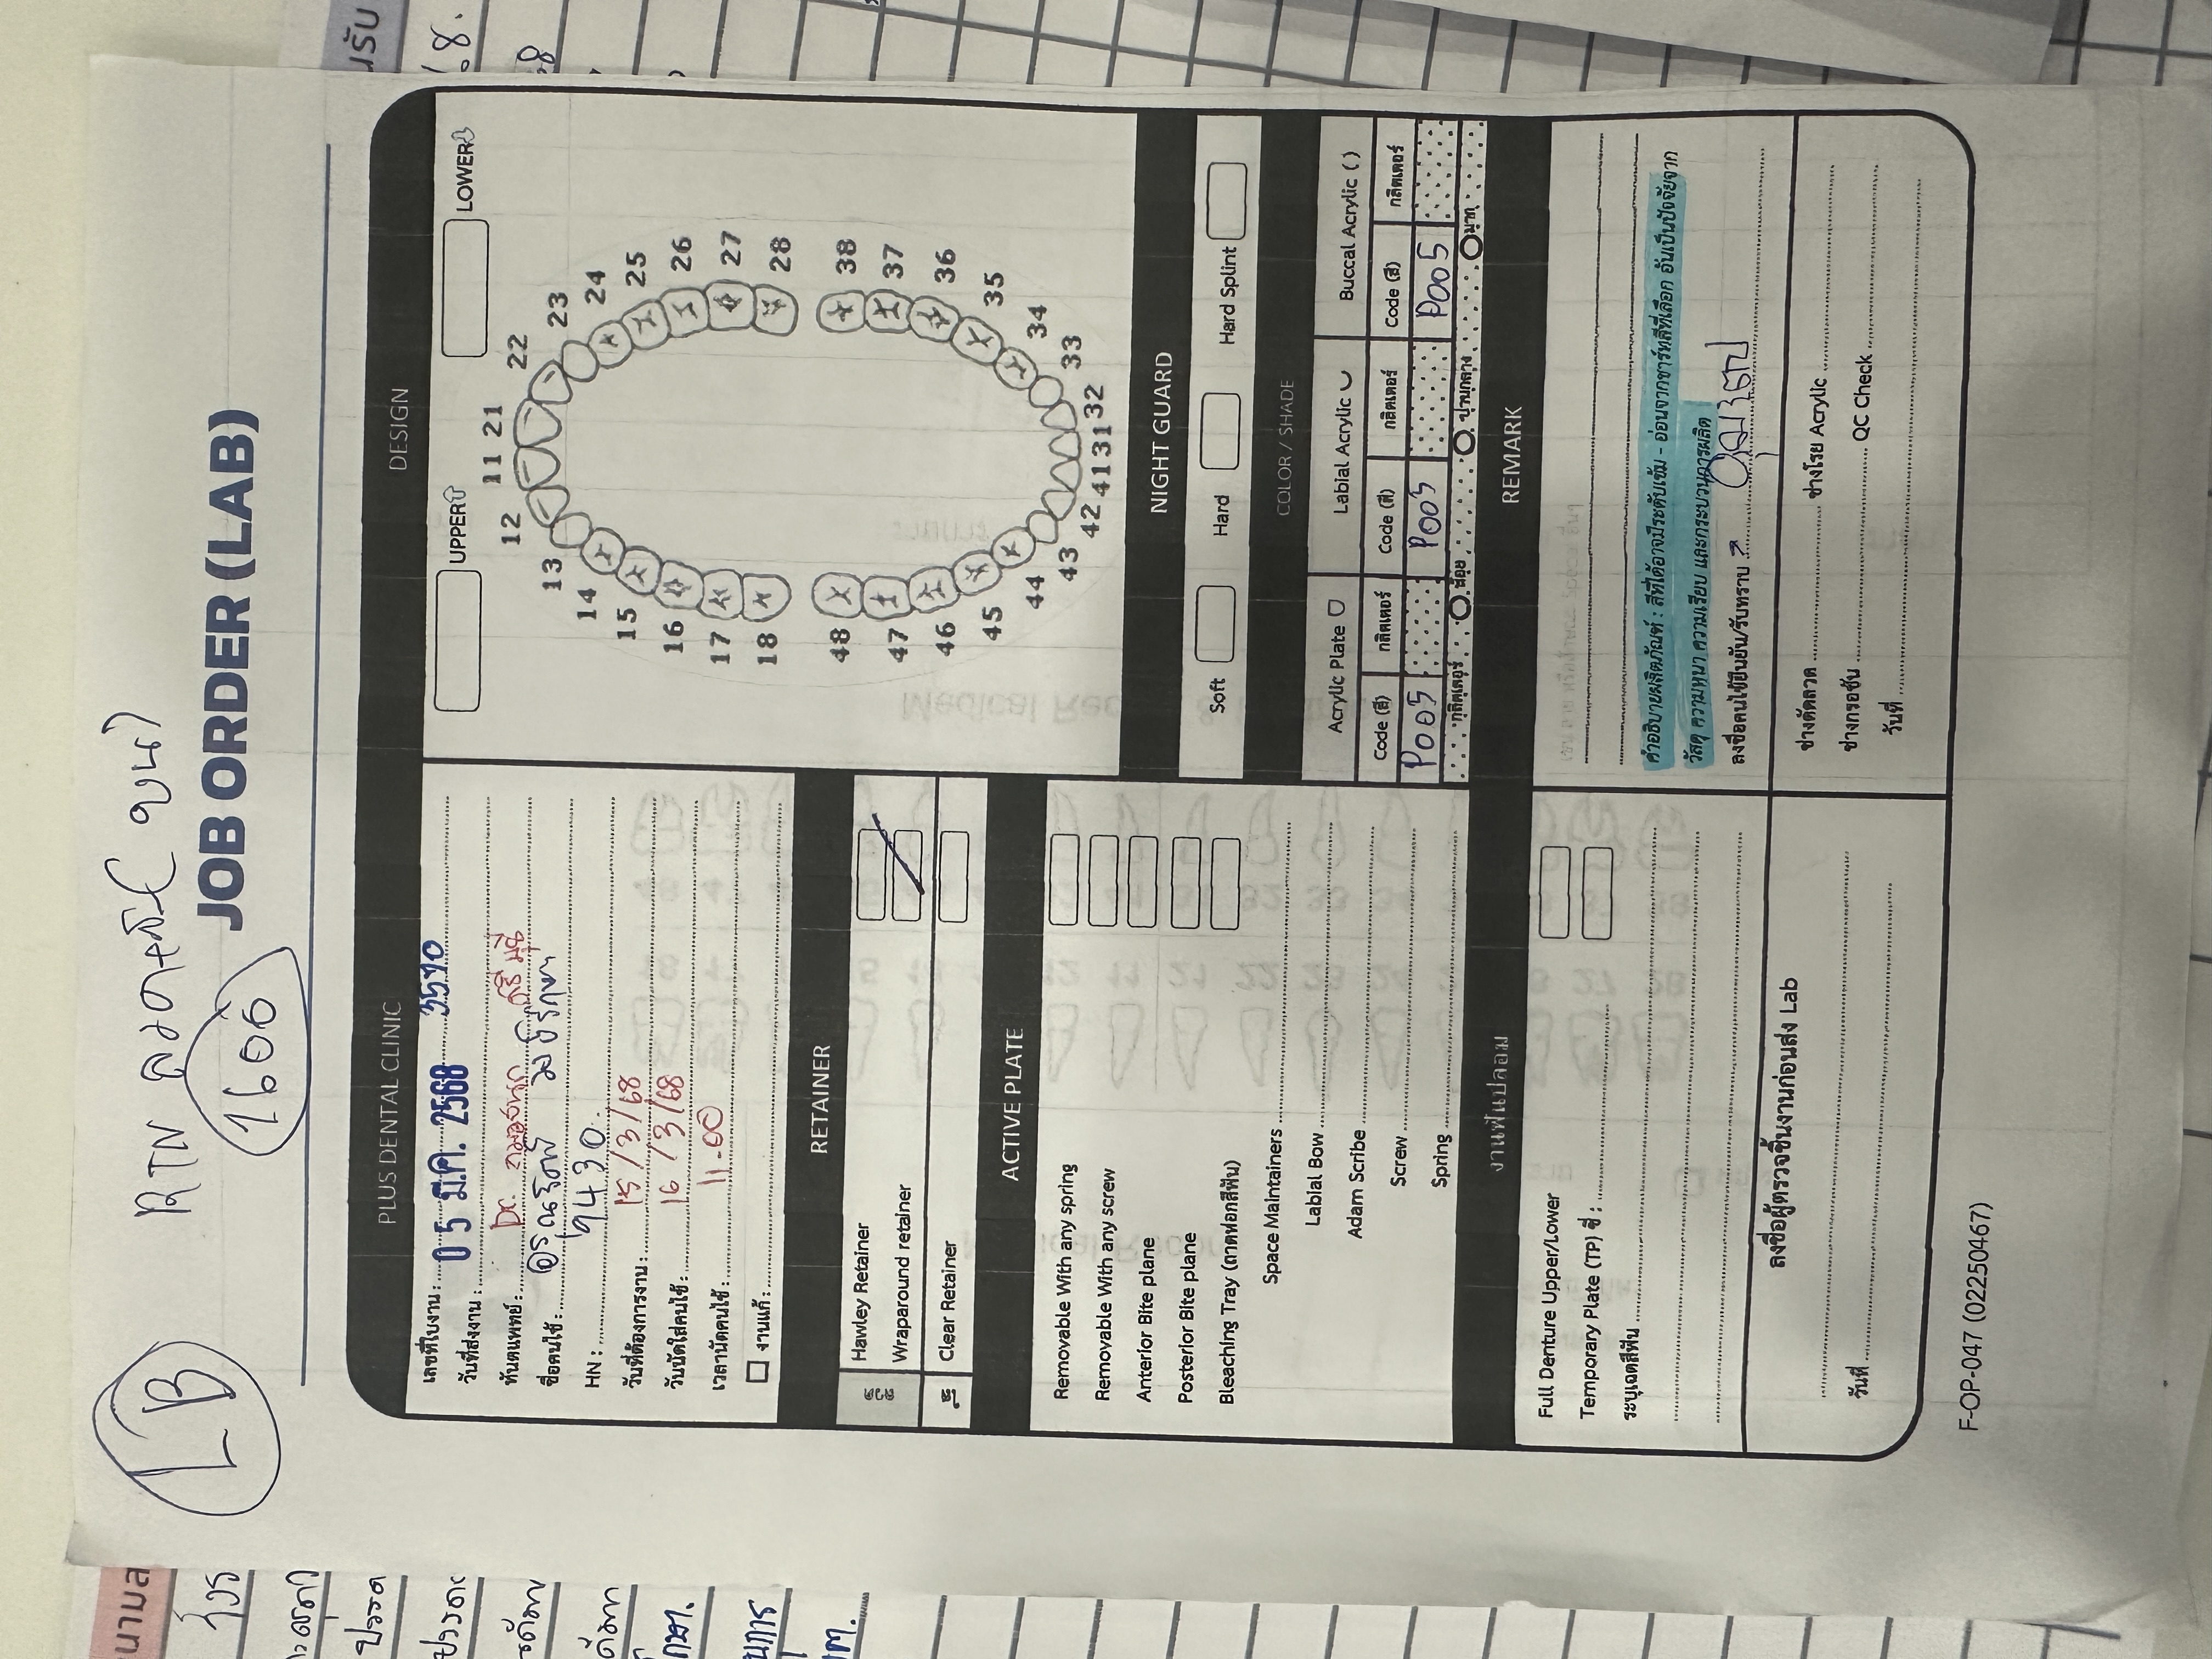 LB
RTN ลวด (บน)
1600
JOB ORDER (LAB)
PLUS DENTAL CLINIC
เลขที่ใบงาน : 3590
วันที่ส่งงาน : 05 มี.ค. 2568
ทันตแพทย์ : Dr.
ชื่อคนไข้ :
HN : 9430
วันที่ต้องการงาน : 15/3/68
วันนัดใส่คนไข้ : 16/3/68
เวลานัดคนไข้ : 11.00
งานแก้ :
RETAINER
ลวด
Hawley Retainer
Wraparound retainer
ใส
Clear Retainer
ACTIVE PLATE
Removable With any spring
Removable With any screw
Anterior Bite plane
Posterior Bite plane
Bleaching Tray (ถาดฟอกสีฟัน)
Space Maintainers
Labial Bow
Adam Scribe
Screw
Spring
งานฟันปลอม
Full Denture Upper/Lower
Temporary Plate (TP) ซี่ :
ระบุเฉดสีฟัน
ลงชื่อผู้ตรวจชิ้นงานก่อนส่ง Lab
วันที่
DESIGN
UPPER LOWER
11 21
12 22
13 23
14 24
15 25
16 26
17 27
18 28
48 38
47 37
46 36
45 35
44 34
43 33
42 41 31 32
NIGHT GUARD
Soft Hard Hard Splint
COLOR / SHADE
Acrylic Plate Labial Acrylic Buccal Acrylic ( )
Code (สี) กลิตเตอร์ Code (สี) กลิตเตอร์ Code (สี) กลิตเตอร์
P005 P005 P005
กลิตเตอร์ น้อย ปานกลาง มาก
REMARK
เช่น ลาย หรือลักษณะ Special อื่นๆ
คำอธิบายผลิตภัณฑ์ : สีที่ได้อาจมีระดับเข้ม - อ่อนจากชาร์ทสีที่เลือก อันเป็นปัจจัยจาก
วัสดุ ความหนา ความเรียบ และกระบวนการผลิต
ลงชื่อคนไข้ยืนยัน/รับทราบ
ช่างดัดลวด ช่างโรย Acrylic
ช่างกรอขัน QC Check
วันที่
F-OP-047 (02250467)